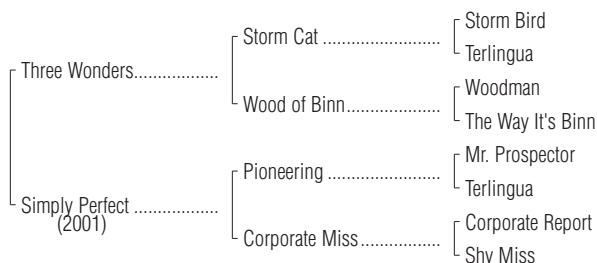 Storm Bird
Storm Cat ........................
Terlingua
Three Wonders.................
Woodman
Wood of Binn...................
The Way It's Binn
Mr. Prospector
Pioneering .......................
Terlingua
Simply Perfect .................
(2001)
Corporate Report
Corporate Miss................
Shy Miss